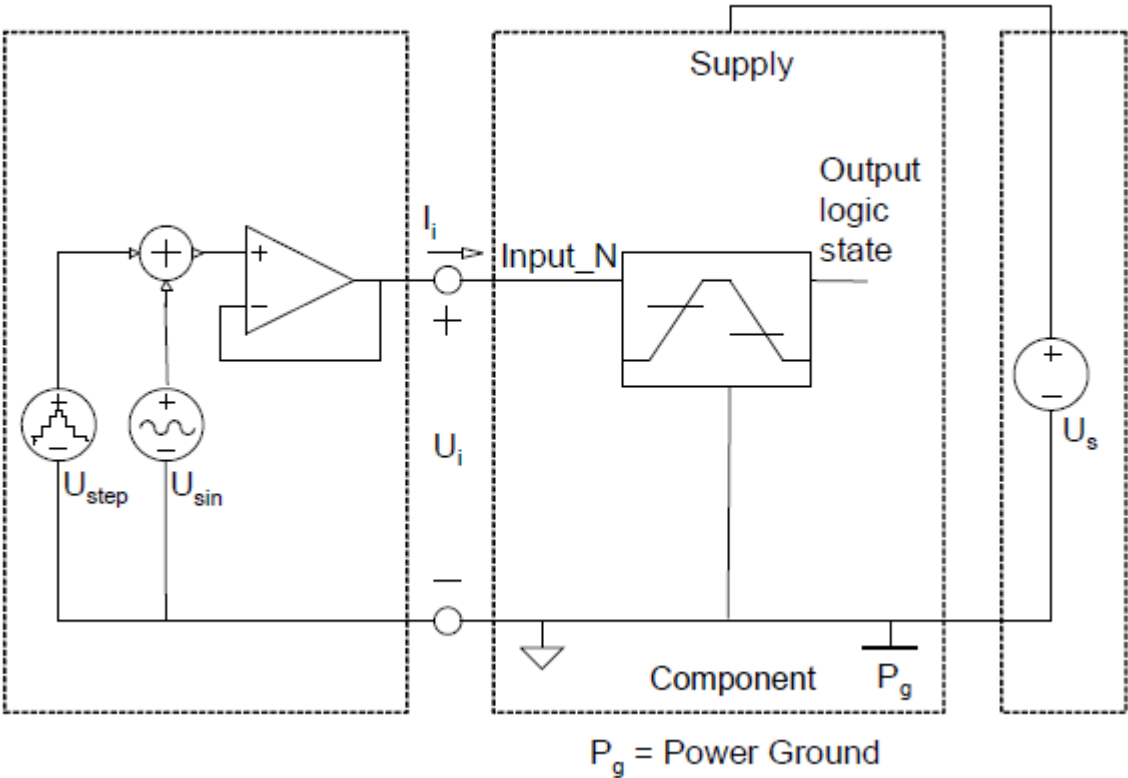 Supply
Output
logic
state
I_i
Input_N
+
+
−
+
+
+
−
−
U_step
U_sin
U_i
+
−
U_s
−
Component
P_g
P_g = Power Ground